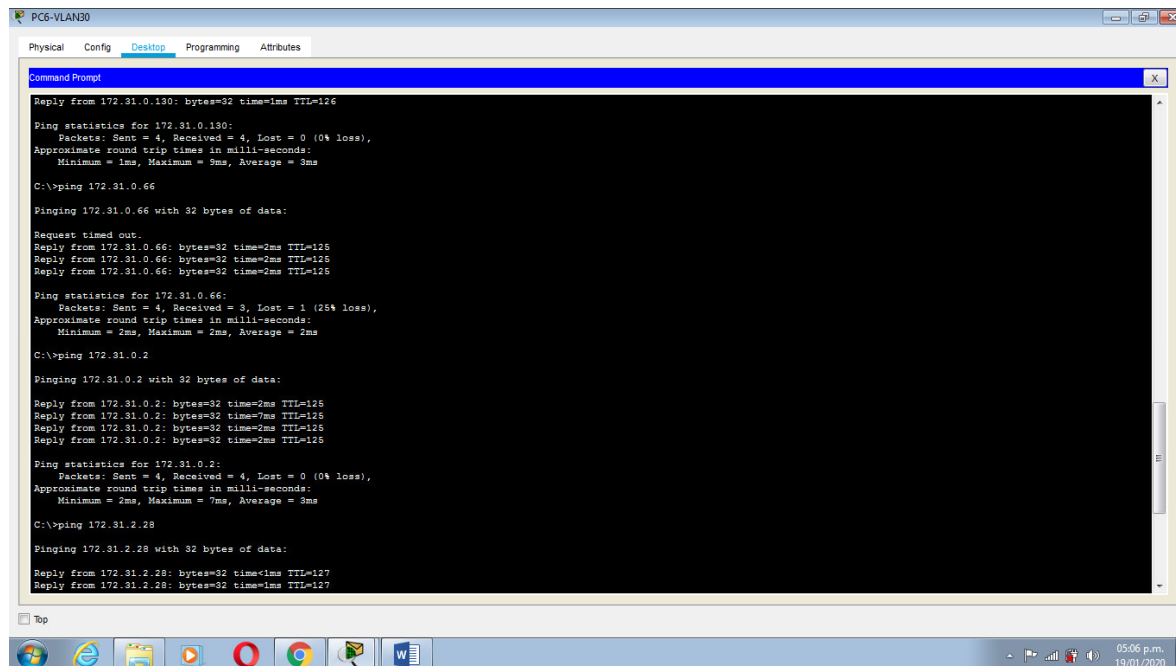 PC6-VLAN30
Physical Config Desktop Programming Attributes
Command Prompt X
Reply from 172.31.0.130: bytes=32 time=1ms TTL=126
Ping statistics for 172.31.0.130:
Packets: Sent = 4, Received = 4, Lost = 0 (0% loss),
Approximate round trip times in milli-seconds:
Minimum = 1ms, Maximum = 9ms, Average = 3ms
C:\>ping 172.31.0.66
Pinging 172.31.0.66 with 32 bytes of data:
Request timed out.
Reply from 172.31.0.66: bytes=32 time=2ms TTL=125
Reply from 172.31.0.66: bytes=32 time=2ms TTL=125
Reply from 172.31.0.66: bytes=32 time=2ms TTL=125
Ping statistics for 172.31.0.66:
Packets: Sent = 4, Received = 3, Lost = 1 (25% loss),
Approximate round trip times in milli-seconds:
Minimum = 2ms, Maximum = 2ms, Average = 2ms
C:\>ping 172.31.0.2
Pinging 172.31.0.2 with 32 bytes of data:
Reply from 172.31.0.2: bytes=32 time=2ms TTL=125
Reply from 172.31.0.2: bytes=32 time=7ms TTL=125
Reply from 172.31.0.2: bytes=32 time=2ms TTL=125
Reply from 172.31.0.2: bytes=32 time=2ms TTL=125
Ping statistics for 172.31.0.2:
Packets: Sent = 4, Received = 4, Lost = 0 (0% loss),
Approximate round trip times in milli-seconds:
Minimum = 2ms, Maximum = 7ms, Average = 3ms
C:\>ping 172.31.2.28
Pinging 172.31.2.28 with 32 bytes of data:
Reply from 172.31.2.28: bytes=32 time<1ms TTL=127
Reply from 172.31.2.28: bytes=32 time=1ms TTL=127
Top
05:06 p.m.
19/01/2020